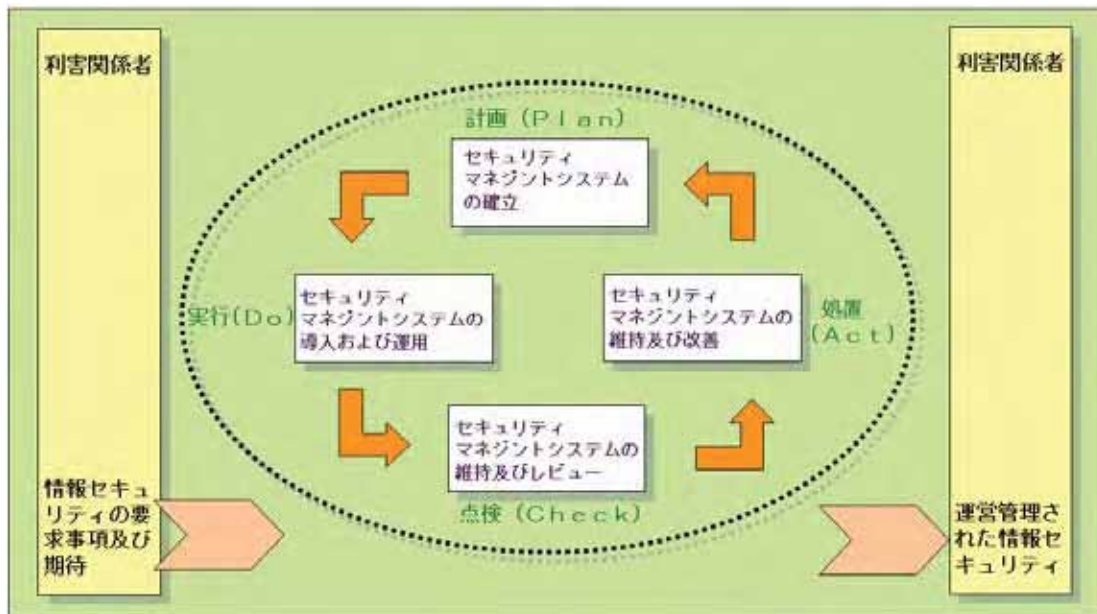 利害関係者
情報セキュ
リティの要
求事項及び
期待
計画（Ｐｌａｎ）
セキュリティ
マネジントシステム
の確立
実行(Ｄｏ)
セキュリティ
マネジントシステムの
導入および運用
セキュリティ
マネジントシステムの
維持及びレビュー
点検（Ｃｈｅｃｋ）
セキュリティ
マネジントシステムの
維持及び改善
処置
(Ａｃｔ)
利害関係者
運営管理さ
れた情報セ
キュリティ